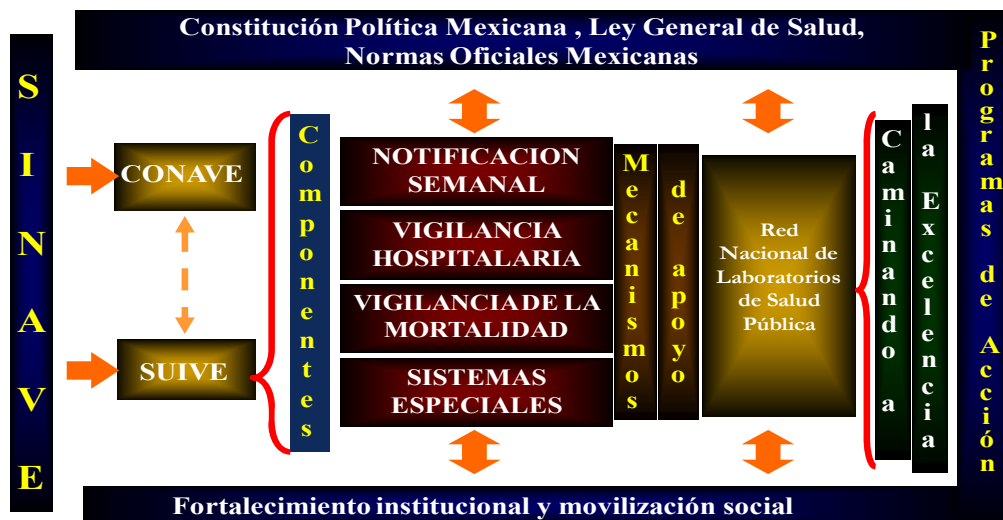 Constitución Política Mexicana , Ley General de Salud,
Normas Oficiales Mexicanas
SINAVE
CONAVE
SUIVE
Componentes
NOTIFICACION
SEMANAL
VIGILANCIA
HOSPITALARIA
VIGILANCIADE LA
MORTALIDAD
SISTEMAS
ESPECIALES
Mecanismos
de apoyo
Red
Nacional de
Laboratorios
de Salud
Pública
Caminando a
la Excelencia
Programas de Acción
Fortalecimiento institucional y movilización social